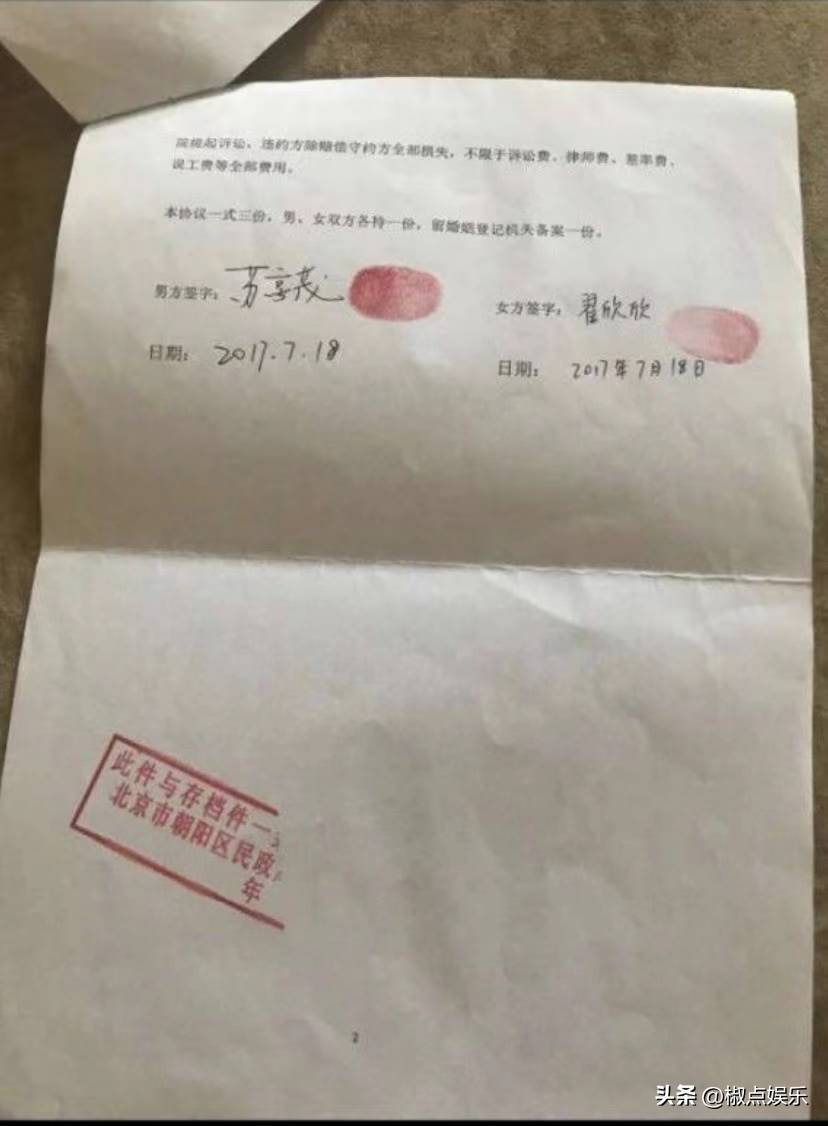 院提起诉讼，违约方除赔偿守约方全部损失，不限于诉讼费、律师费、差率费、
误工费等全部费用。
本协议一式三份，男、女双方各持一份，留婚姻登记机关备案一份。
男方签字：苏享茂
女方签字：翟欣欣
日期：2017.7.18
日期：2017年7月18日
此件与存档件一
北京市朝阳区民政
年
2
头条 @椒点娱乐